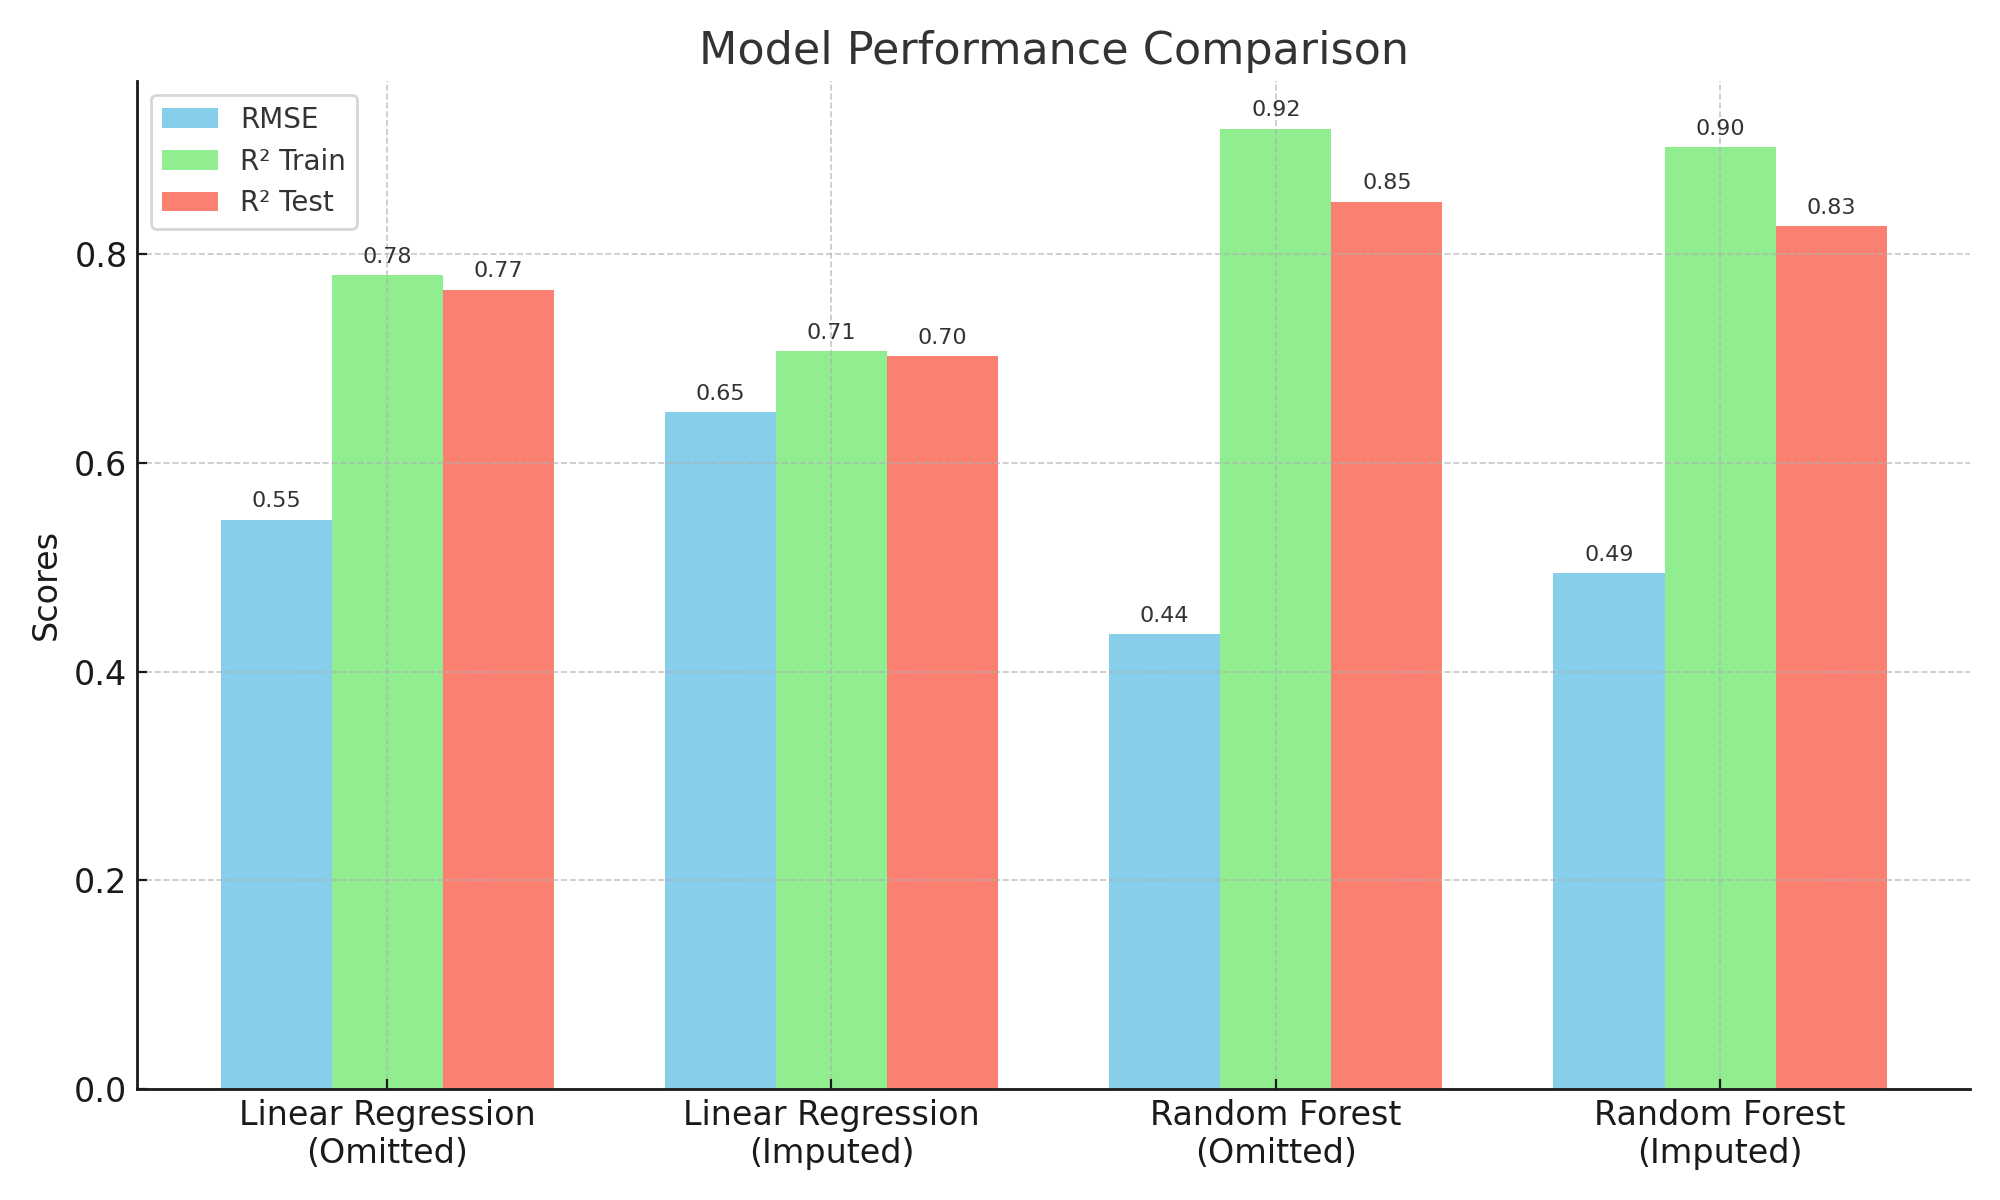 Model Performance Comparison
RMSE
R² Train
R² Test
0.92
0.90
0.85
0.83
0.78
0.77
0.71
0.70
0.65
0.55
0.49
0.44
Scores
0.8
0.6
0.4
0.2
0.0
Linear Regression
(Omitted)
Linear Regression
(Imputed)
Random Forest
(Omitted)
Random Forest
(Imputed)